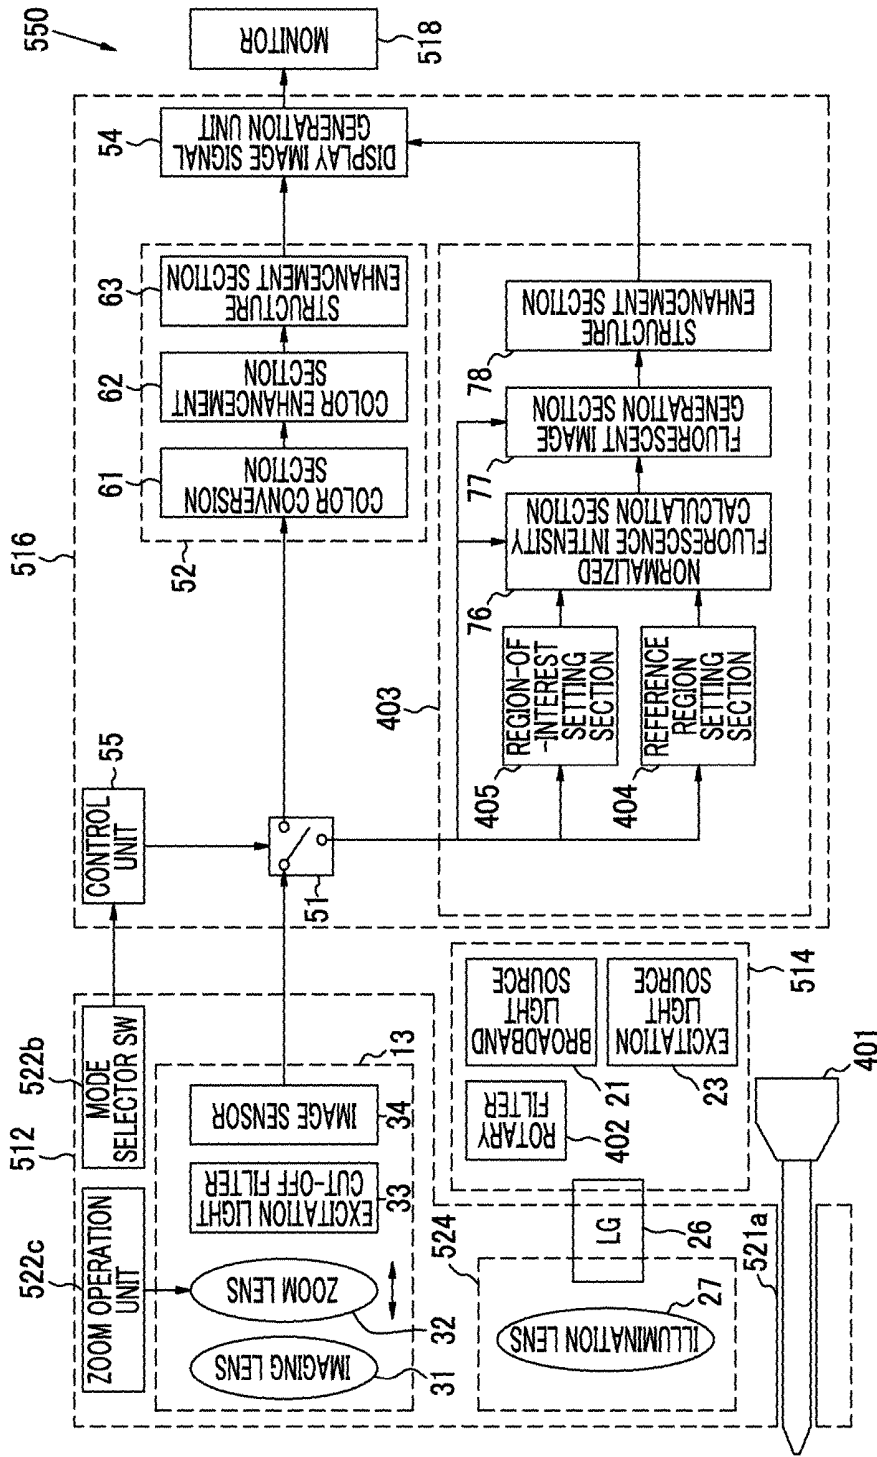 550
MONITOR
518
54
DISPLAY IMAGE SIGNAL
GENERATION UNIT
516
52
61
COLOR CONVERSION
SECTION
62
COLOR ENHANCEMENT
SECTION
63
STRUCTURE
ENHANCEMENT SECTION
403
405
REGION-OF
-INTEREST
SETTING
SECTION
404
REFERENCE
REGION
SETTING
SECTION
76
NORMALIZED
FLUORESCENCE INTENSITY
CALCULATION SECTION
77
FLUORESCENT IMAGE
GENERATION SECTION
78
STRUCTURE
ENHANCEMENT SECTION
55
CONTROL
UNIT
51
512
522c
ZOOM OPERATION
UNIT
522b
MODE
SELECTOR SW
13
IMAGING LENS
31
ZOOM LENS
32
EXCITATION LIGHT
CUT-OFF FILTER
33
IMAGE SENSOR
34
514
ROTARY
FILTER
402
BROADBAND
LIGHT
SOURCE
21
EXCITATION
LIGHT
SOURCE
23
524
LG
26
ILLUMINATION LENS
27
521a
401